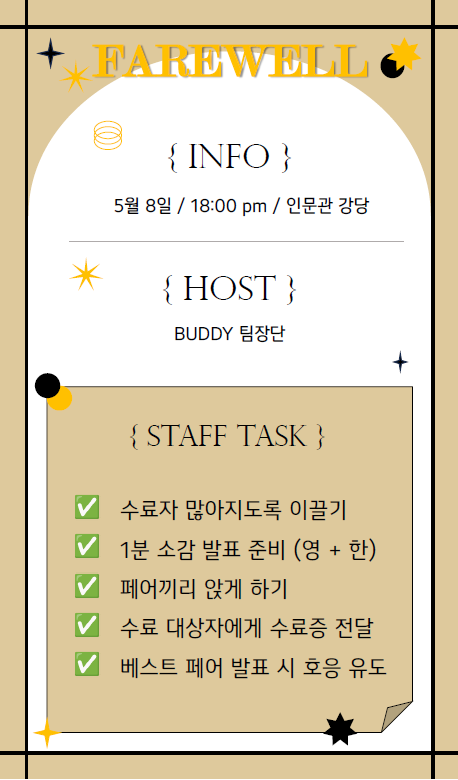 FAREWELL
{ INFO }
5월 8일 / 18:00 pm / 인문관 강당
{ HOST }
BUDDY 팀장단
{ STAFF TASK }
✅ 수료자 많아지도록 이끌기
✅ 1분 소감 발표 준비 (영 + 한)
✅ 페어끼리 앉게 하기
✅ 수료 대상자에게 수료증 전달
✅ 베스트 페어 발표 시 호응 유도